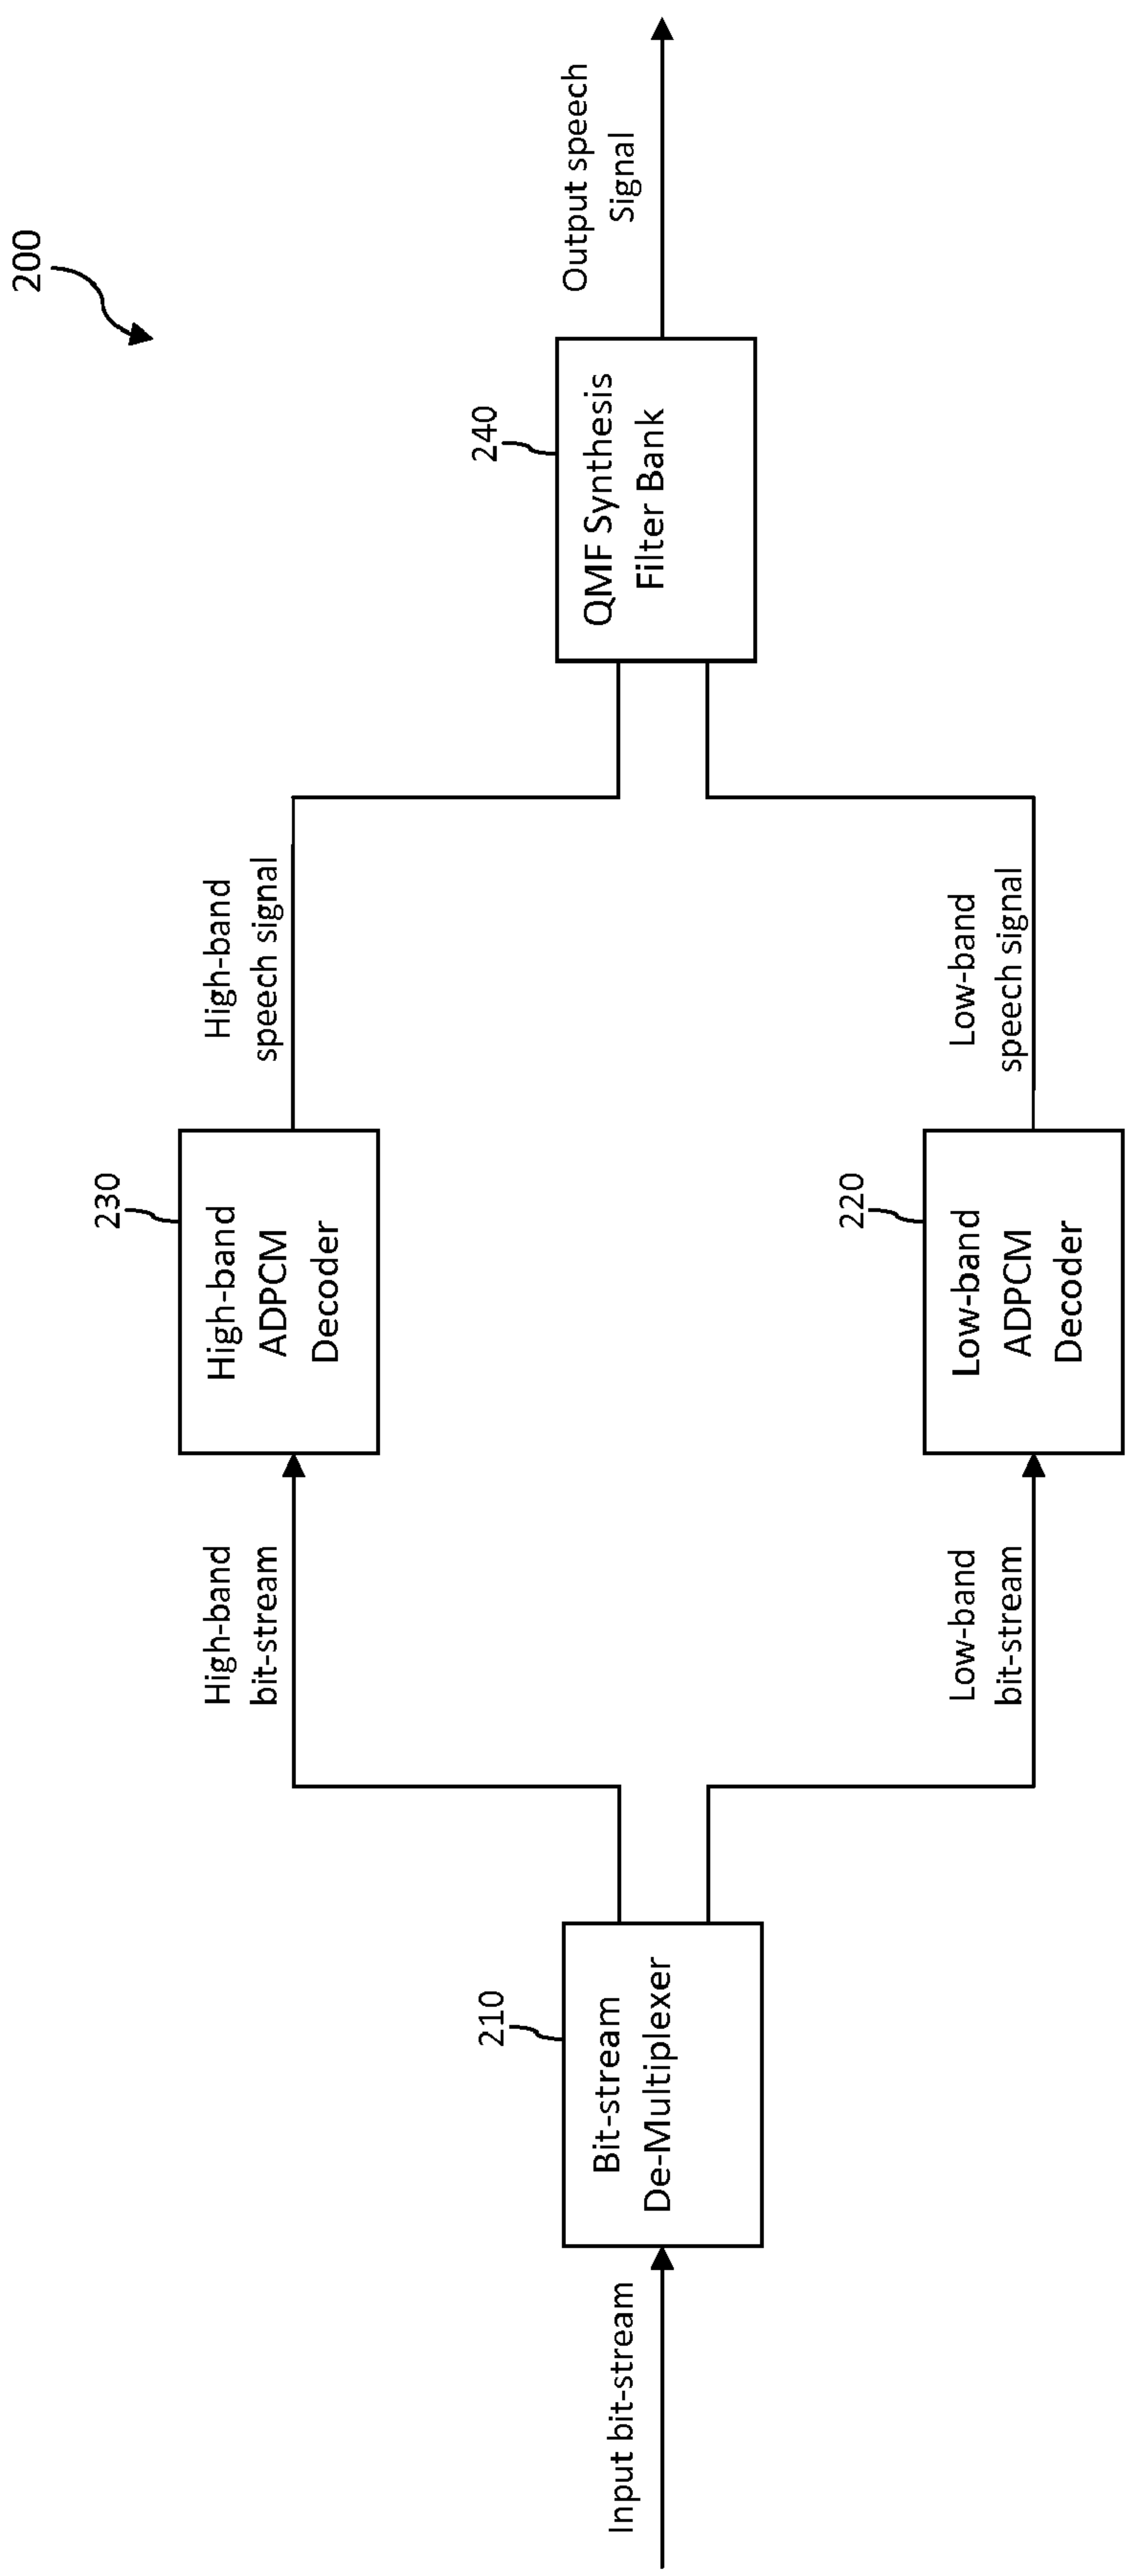 200
Input bit-stream
210
Bit-stream
De-Multiplexer
High-band
bit-stream
230
High-band
ADPCM
Decoder
High-band
speech signal
Low-band
bit-stream
220
Low-band
ADPCM
Decoder
Low-band
speech signal
240
QMF Synthesis
Filter Bank
Output speech
Signal